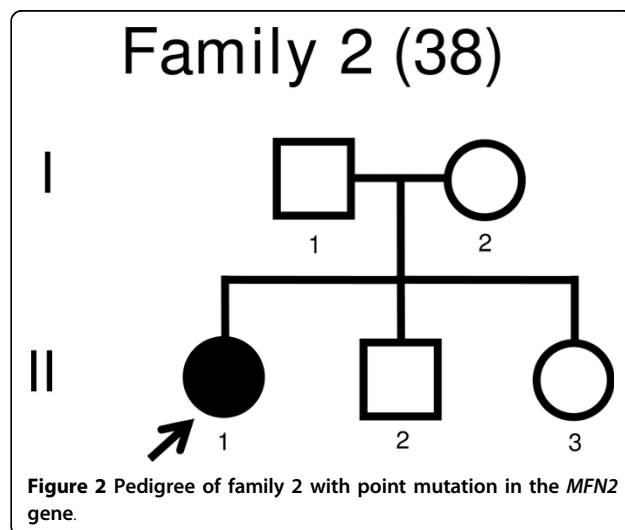 Family 2 (38)
I
1 2
II
1 2 3
Figure 2 Pedigree of family 2 with point mutation in the MFN2
gene.